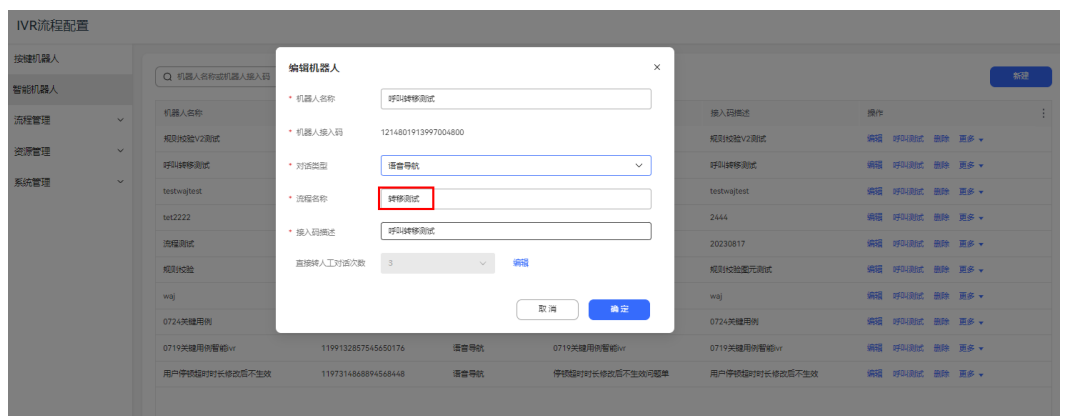 IVR流程配置
按键机器人
智能机器人
流程管理
资源管理
系统管理
机器人名称或机器人接入码
新建
机器人名称 接入码描述 操作
规则校验V2测试 规则校验V2测试 编辑 呼叫测试 删除 更多
呼叫转移测试 呼叫转移测试 编辑 呼叫测试 删除 更多
testwajtest testwajtest 编辑 呼叫测试 删除 更多
tet2222 2444 编辑 呼叫测试 删除 更多
流程测试 20230817 编辑 呼叫测试 删除 更多
规则校验 规则校验图元测试 编辑 呼叫测试 删除 更多
waj waj 编辑 呼叫测试 删除 更多
0724关键用例 0724关键用例 编辑 呼叫测试 删除 更多
0719关键用例智能ivr 1199132857545650176 语音导航 0719关键用例智能ivr 0719关键用例智能ivr 编辑 呼叫测试 删除 更多
用户停顿超时时长修改后不生效 1197314868894568448 语音导航 停顿超时时长修改后不生效问题单 用户停顿超时时长修改后不生效 编辑 呼叫测试 删除 更多
编辑机器人 ×
* 机器人名称 呼叫转移测试
* 机器人接入码 1214801913997004800
* 对话类型 语音导航
* 流程名称 转移测试
* 接入码描述 呼叫转移测试
直接转人工对话次数 3 编辑
取消 确定